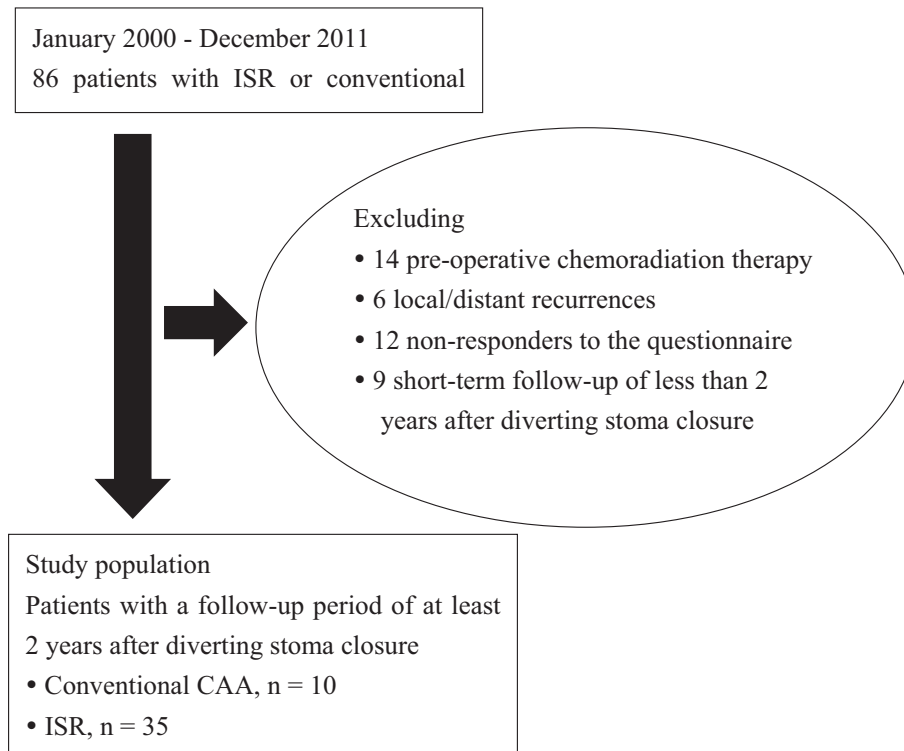 January 2000 - December 2011
86 patients with ISR or conventional
Excluding
• 14 pre-operative chemoradiation therapy
• 6 local/distant recurrences
• 12 non-responders to the questionnaire
• 9 short-term follow-up of less than 2
years after diverting stoma closure
Study population
Patients with a follow-up period of at least
2 years after diverting stoma closure
• Conventional CAA, n = 10
• ISR, n = 35